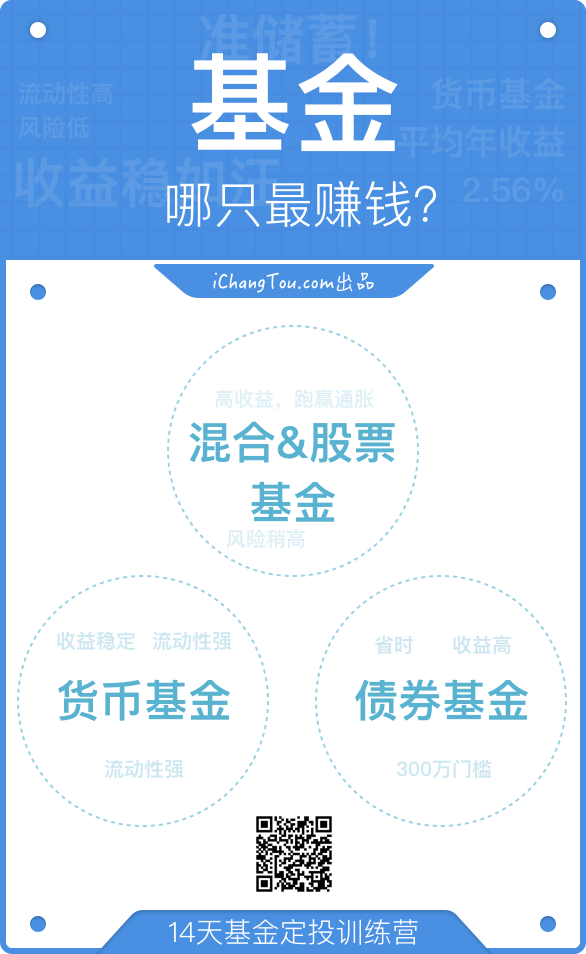 准储蓄！
基金
流动性高
风险低
货币基金
平均年收益
收益稳如汪
2.56%
哪只最赚钱?
iChangTou.com出品
高收益，跑赢通胀
混合&股票
基金
风险稍高
收益稳定 流动性强
货币基金
流动性强
省时 收益高
债券基金
300万门槛
14天基金定投训练营